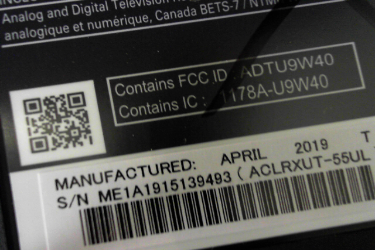 Analog and Digital Television
analogique et numérique, Canada BETS-7 /
Contains FCC ID : ADTU9W40
Contains IC : 1178A-U9W40
MANUFACTURED: APRIL 2019 T
S/N ME1A1915139493 ( ACLRXUT-55UL